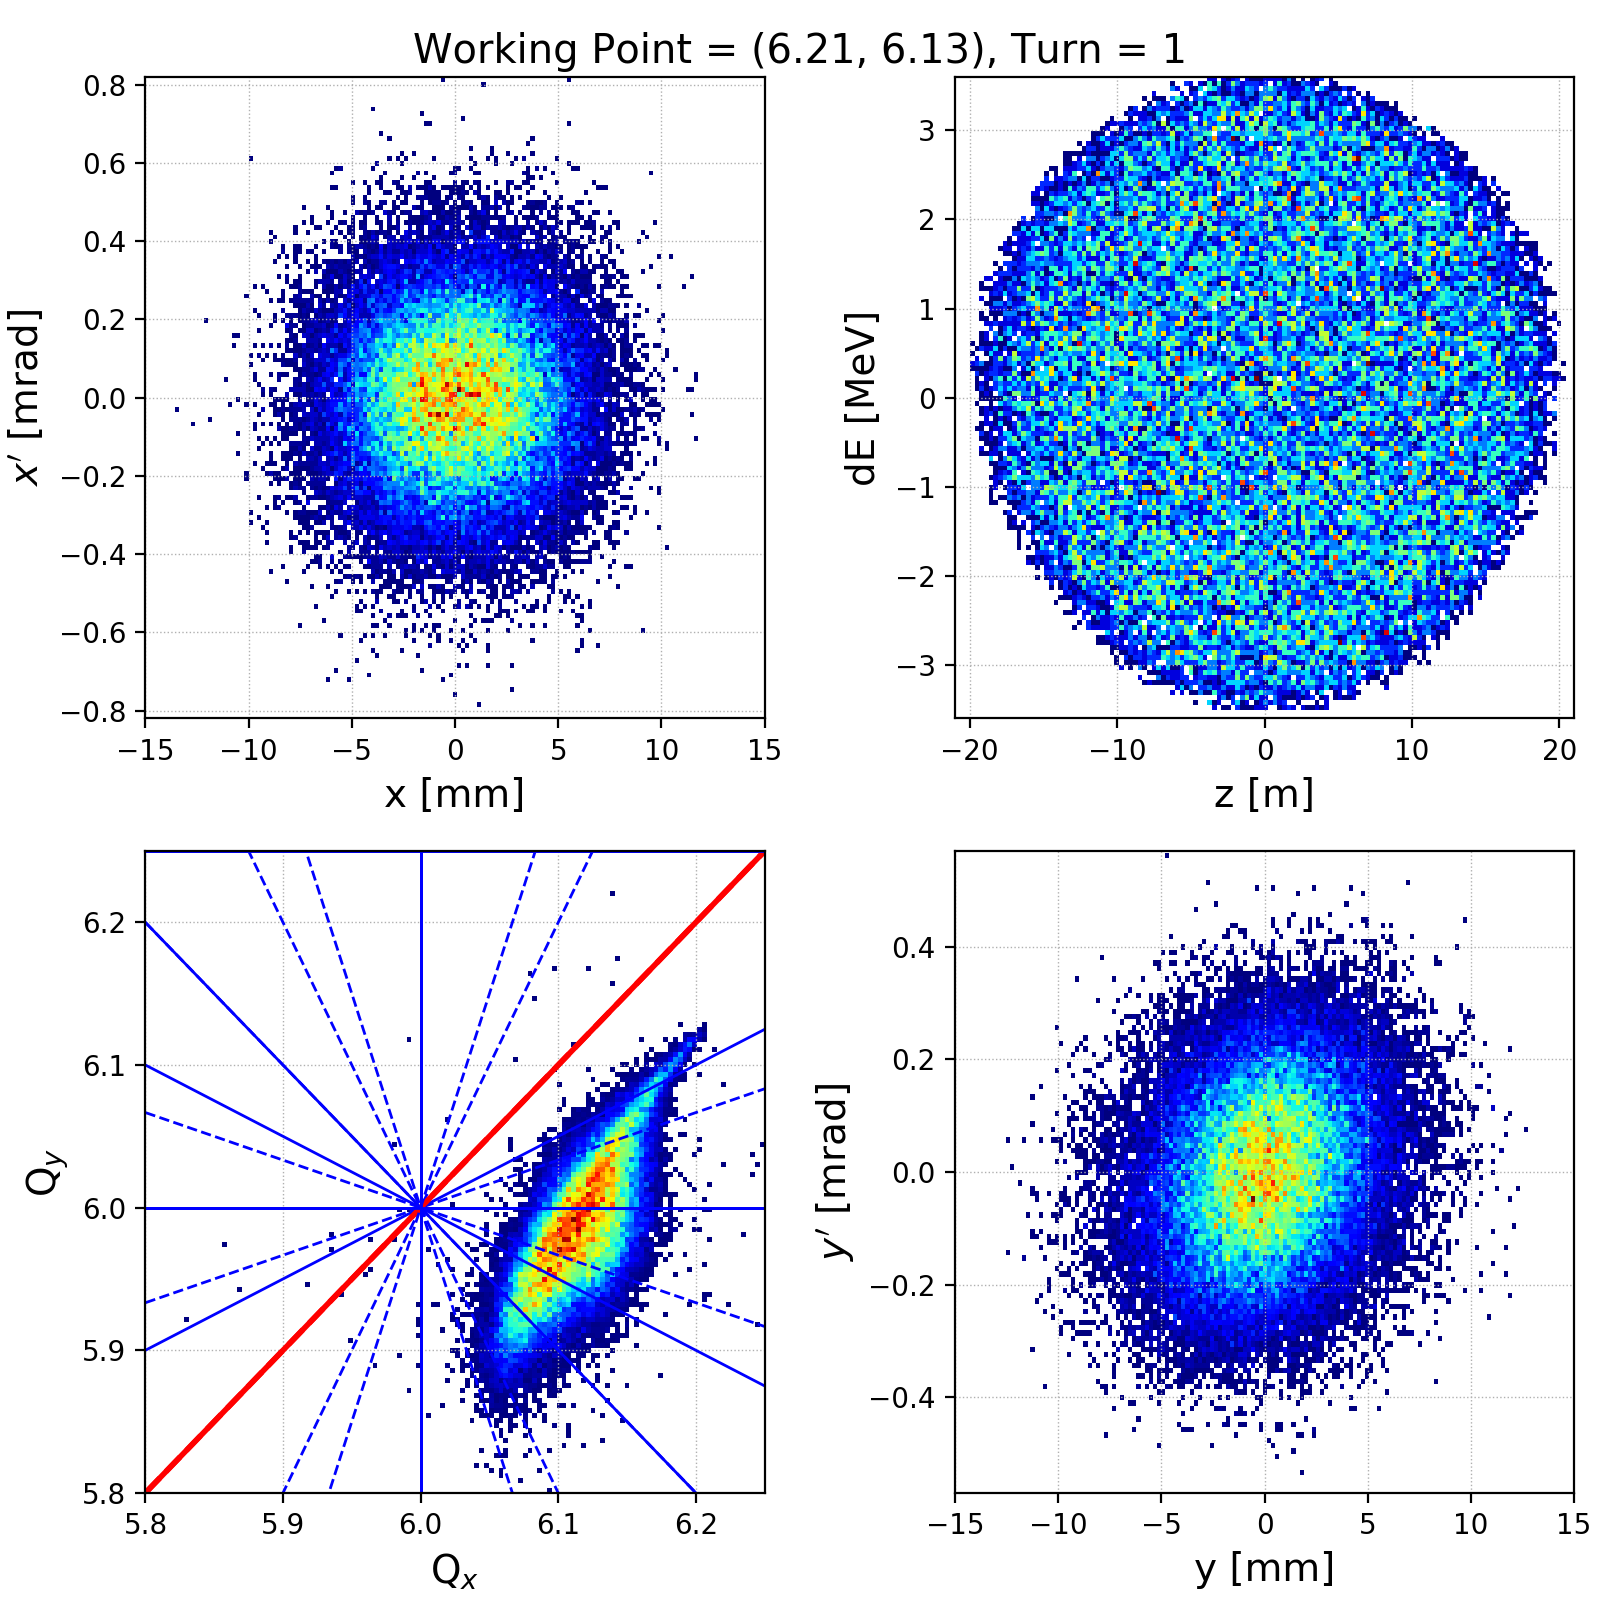 Working Point = (6.21, 6.13), Turn = 1
0.8
0.6
0.4
0.2
0.0
−0.2
−0.4
−0.6
−0.8
x′ [mrad]
−15 −10 −5 0 5 10 15
x [mm]
3
2
1
0
−1
−2
−3
dE [MeV]
−20 −10 0 10 20
z [m]
6.2
6.1
6.0
5.9
5.8
Qy
5.8 5.9 6.0 6.1 6.2
Qx
0.4
0.2
0.0
−0.2
−0.4
y′ [mrad]
−15 −10 −5 0 5 10 15
y [mm]